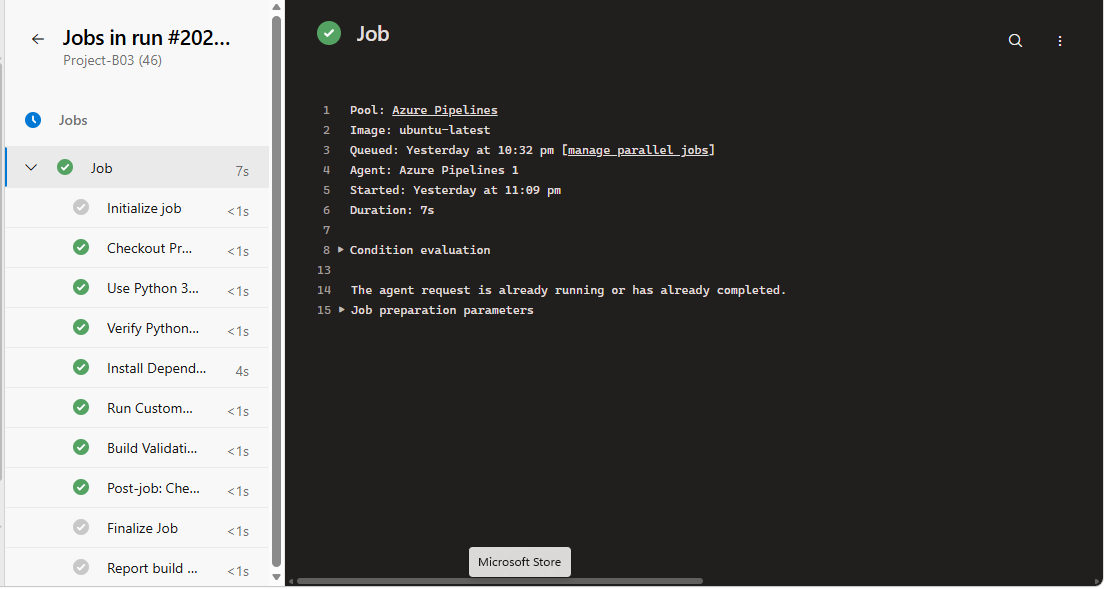 Jobs in run #202...
Project-B03 (46)
Jobs
Job 7s
Initialize job <1s
Checkout Pr... <1s
Use Python 3... <1s
Verify Python... <1s
Install Depend... 4s
Run Custom... <1s
Build Validati... <1s
Post-job: Che... <1s
Finalize Job <1s
Report build ... <1s
Job
1 Pool: Azure Pipelines
2 Image: ubuntu-latest
3 Queued: Yesterday at 10:32 pm [manage parallel jobs]
4 Agent: Azure Pipelines 1
5 Started: Yesterday at 11:09 pm
6 Duration: 7s
7
8 Condition evaluation
13
14 The agent request is already running or has already completed.
15 Job preparation parameters
Microsoft Store